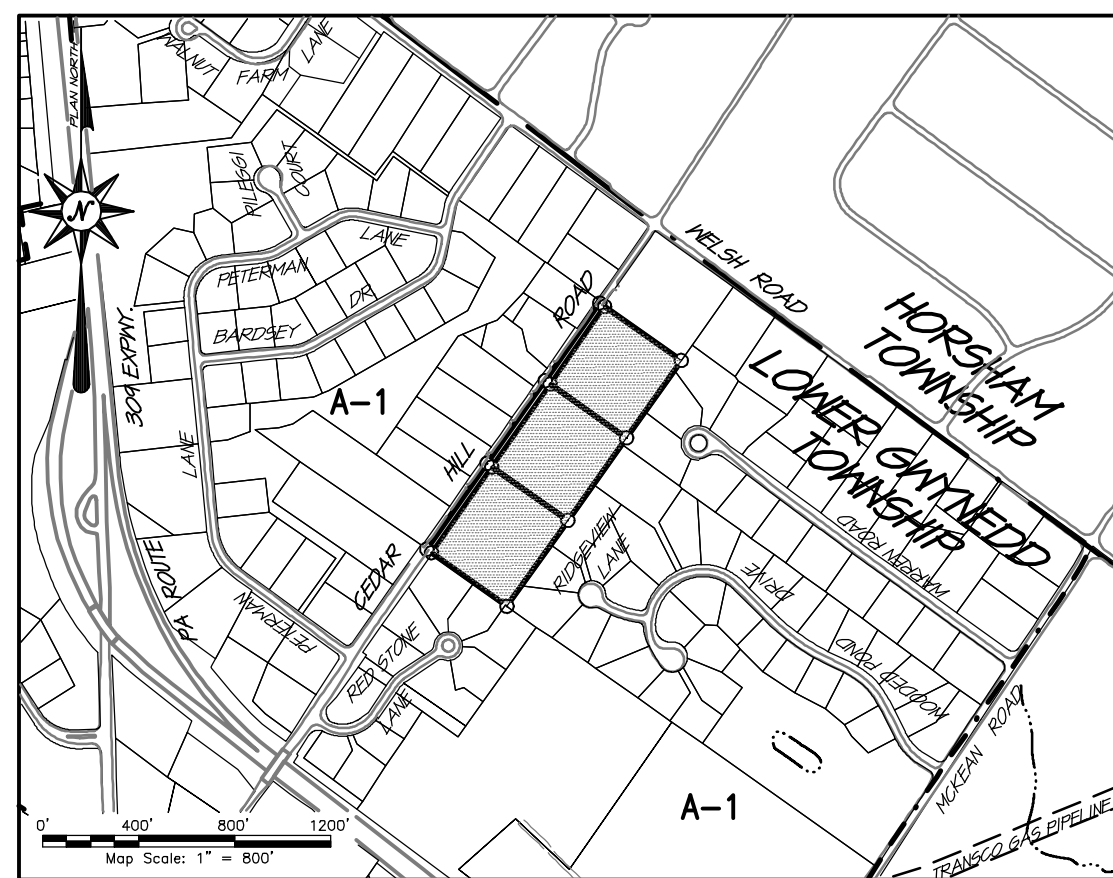 PLAN NORTH
N
WALNUT
FARM
LANE
PILEGGI
COURT
PETERMAN
LANE
BARDSEY
DR
309 EXPWY.
PA ROUTE
A-1
LANE
PETERMAN
CEDAR
HILL
ROAD
WELSH ROAD
HORSHAM
TOWNSHIP
LOWER GWYNEDD
TOWNSHIP
WARREN ROAD
RIDGEVIEW
LANE
DRIVE
WOODED POND
RED STONE
LANE
MCKEAN ROAD
A-1
TRANSCO GAS PIPELINE
0' 400' 800' 1200'
Map Scale: 1" = 800'